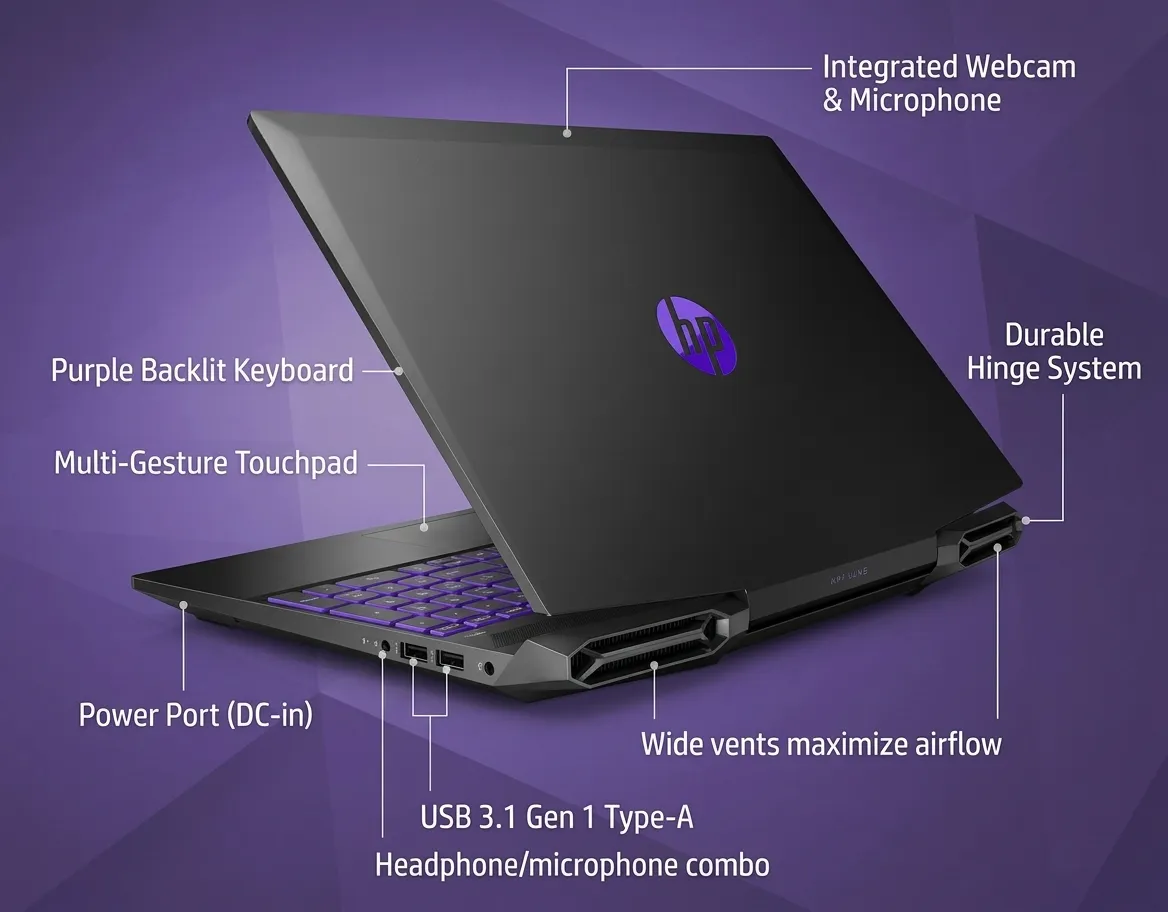 Integrated Webcam
& Microphone
hp
Durable
Hinge System
Purple Backlit Keyboard
Multi-Gesture Touchpad
Power Port (DC-in)
Wide vents maximize airflow
USB 3.1 Gen 1 Type-A
Headphone/microphone combo